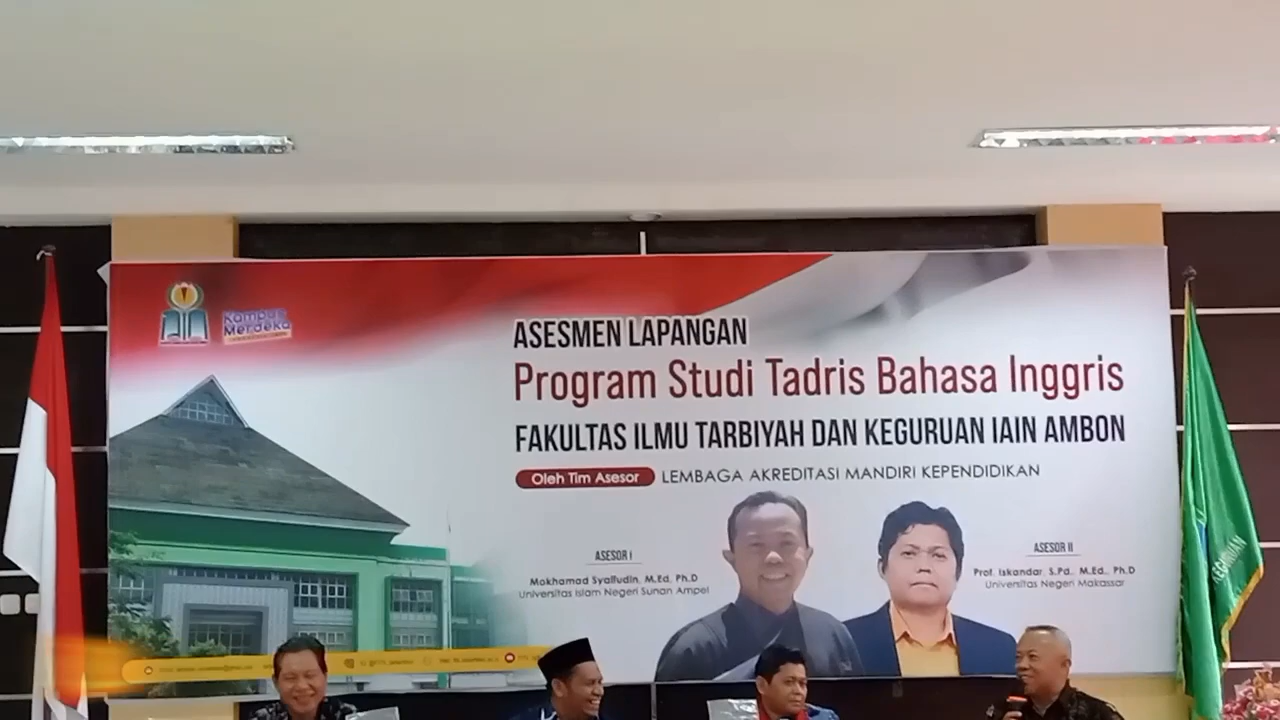 Kampus
Merdeka
ASESMEN LAPANGAN
Program Studi Tadris Bahasa Inggris
FAKULTAS ILMU TARBIYAH DAN KEGURUAN IAIN AMBON
Oleh Tim Asesor LEMBAGA AKREDITASI MANDIRI KEPENDIDIKAN
ASESOR I
Mokhamad Syaifudin, M.Ed, Ph.D
Universitas Islam Negeri Sunan Ampel
ASESOR II
Prof. Iskandar, S.Pd., M.Ed., Ph.D
Universitas Negeri Makassar
KEGURUAN